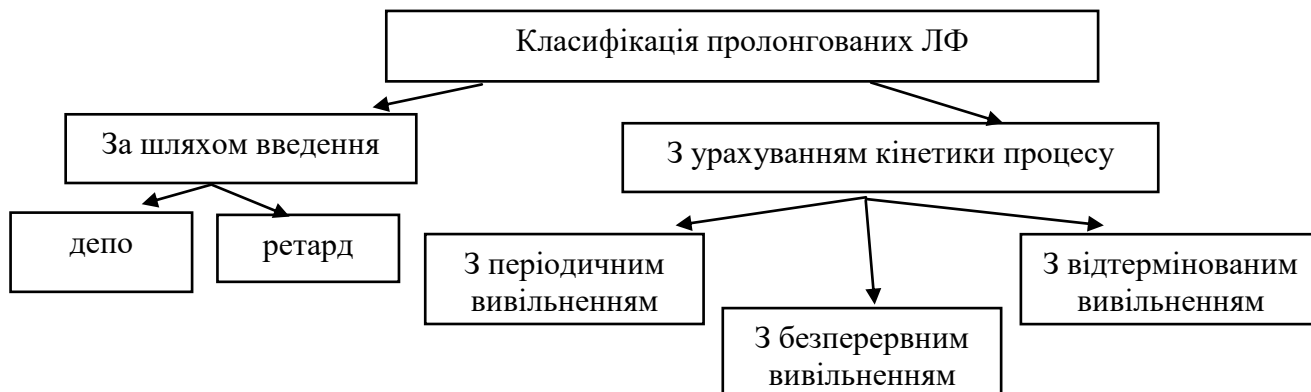 Класифікація пролонгованих ЛФ
За шляхом введення
З урахуванням кінетики процесу
депо
ретард
З періодичним
вивільненням
З безперервним
вивільненням
З відтермінованим
вивільненням